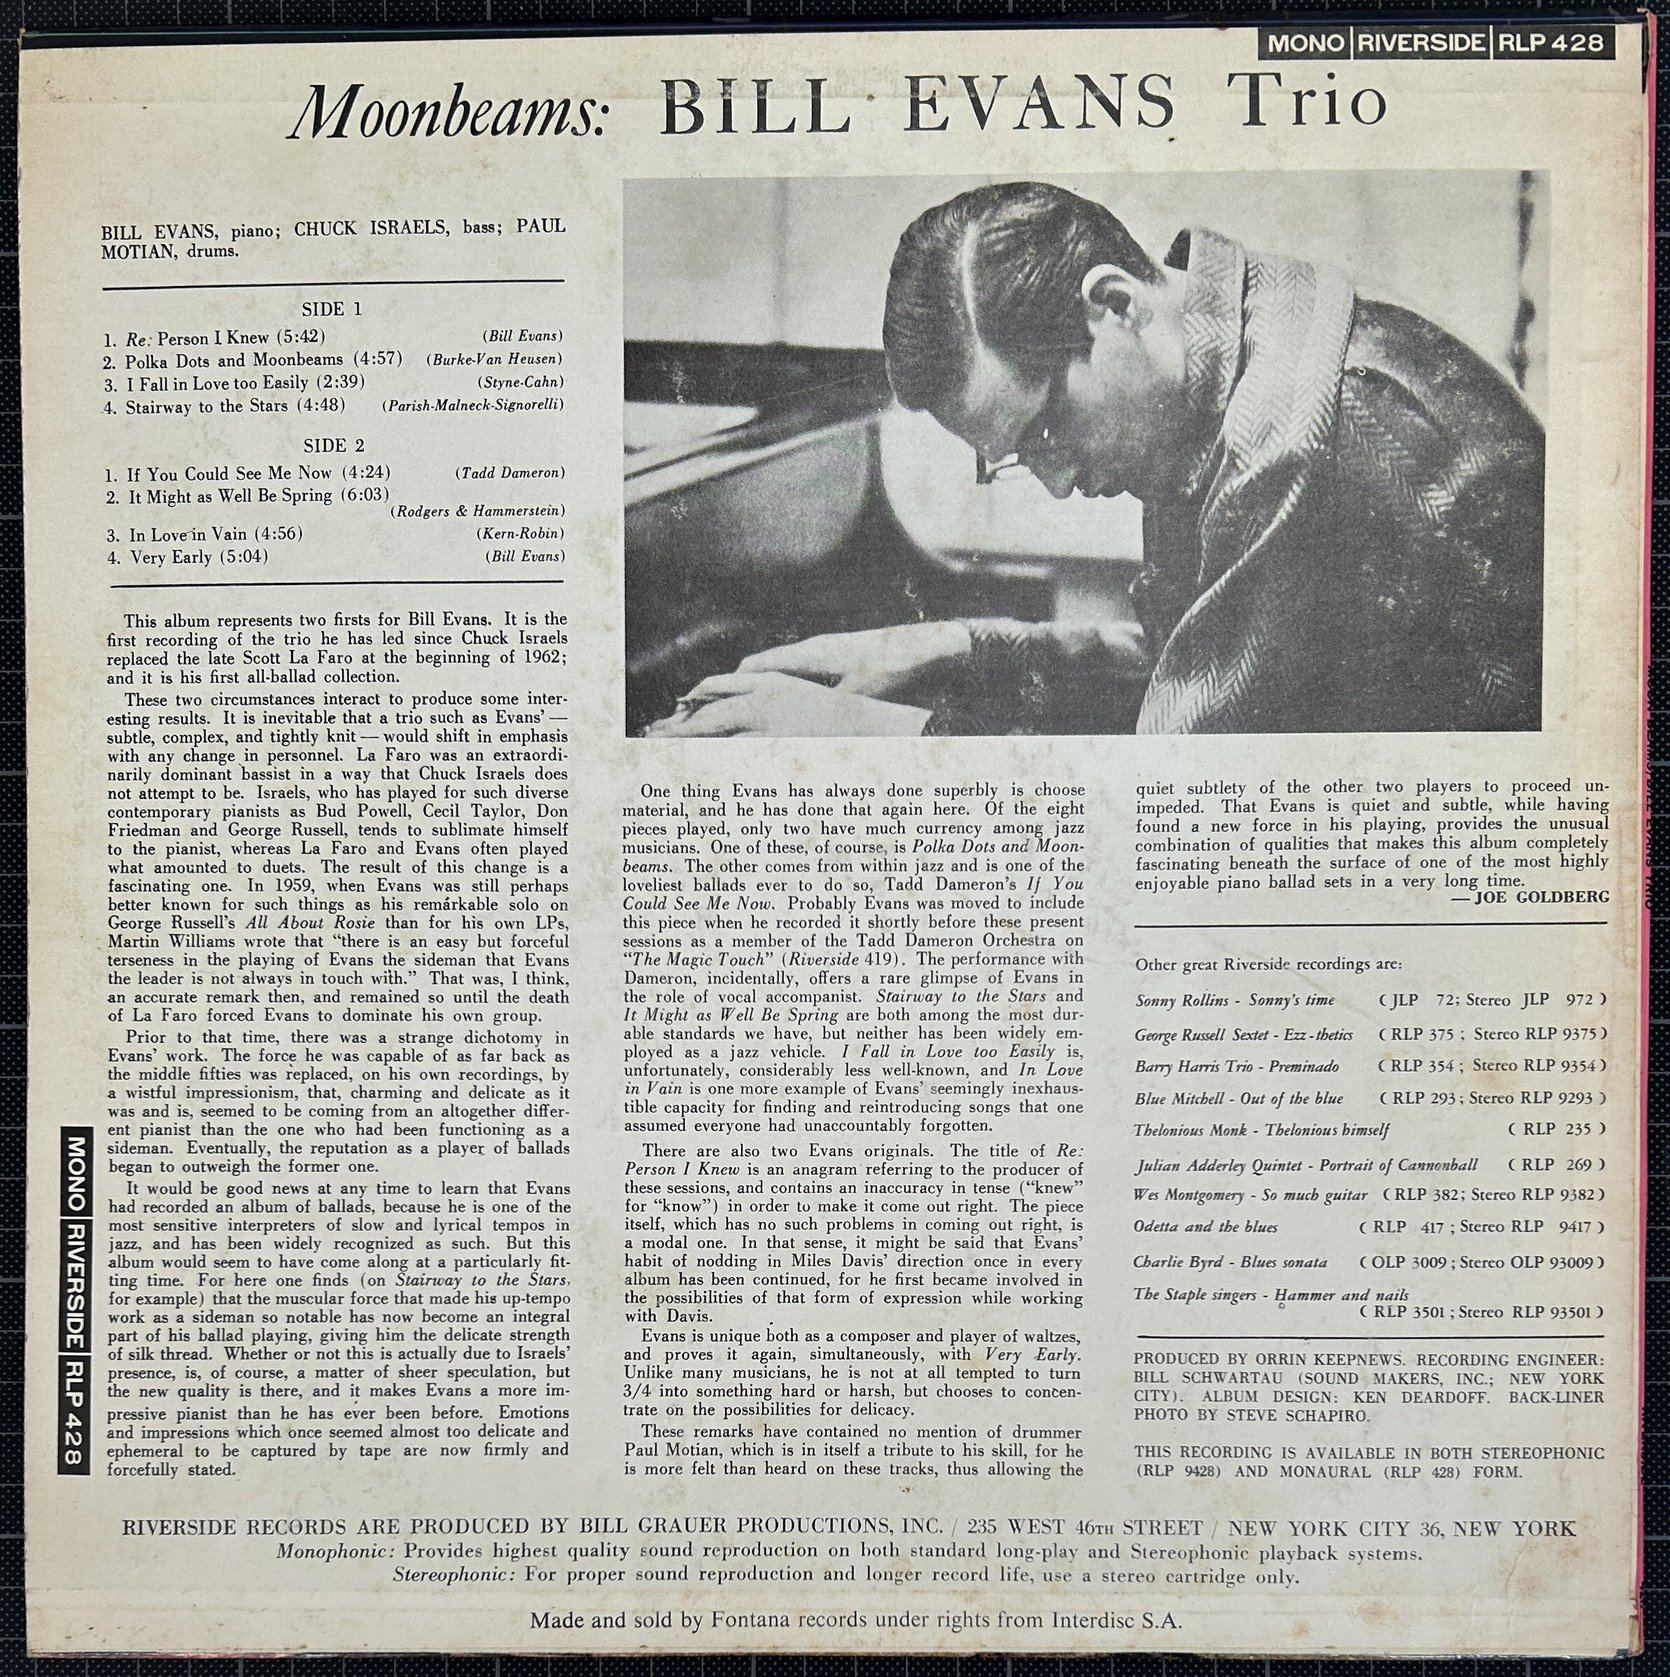 MONO RIVERSIDE RLP 428
Moonbeams: BILL EVANS Trio
BILL EVANS, piano; CHUCK ISRAELS, bass; PAUL
MOTIAN, drums.
SIDE 1
1. Re: Person I Knew (5:42) (Bill Evans)
2. Polka Dots and Moonbeams (4:57) (Burke-Van Heusen)
3. I Fall in Love too Easily (2:39) (Styne-Cahn)
4. Stairway to the Stars (4:48) (Parish-Malneck-Signorelli)
SIDE 2
1. If You Could See Me Now (4:24) (Tadd Dameron)
2. It Might as Well Be Spring (6:03)
(Rodgers & Hammerstein)
3. In Love in Vain (4:56) (Kern-Robin)
4. Very Early (5:04) (Bill Evans)
This album represents two firsts for Bill Evans. It is the
first recording of the trio he has led since Chuck Israels
replaced the late Scott La Faro at the beginning of 1962;
and it is his first all-ballad collection.
These two circumstances interact to produce some inter-
esting results. It is inevitable that a trio such as Evans' —
subtle, complex, and tightly knit — would shift in emphasis
with any change in personnel. La Faro was an extraordi-
narily dominant bassist in a way that Chuck Israels does
not attempt to be. Israels, who has played for such diverse
contemporary pianists as Bud Powell, Cecil Taylor, Don
Friedman and George Russell, tends to sublimate himself
to the pianist, whereas La Faro and Evans often played
what amounted to duets. The result of this change is a
fascinating one. In 1959, when Evans was still perhaps
better known for such things as his remarkable solo on
George Russell's All About Rosie than for his own LPs,
Martin Williams wrote that "there is an easy but forceful
terseness in the playing of Evans the sideman that Evans
the leader is not always in touch with." That was, I think,
an accurate remark then, and remained so until the death
of La Faro forced Evans to dominate his own group.
Prior to that time, there was a strange dichotomy in
Evans' work. The force he was capable of as far back as
the middle fifties was replaced, on his own recordings, by
a wistful impressionism, that, charming and delicate as it
was and is, seemed to be coming from an altogether differ-
ent pianist than the one who had been functioning as a
sideman. Eventually, the reputation as a player of ballads
began to outweigh the former one.
It would be good news at any time to learn that Evans
had recorded an album of ballads, because he is one of the
most sensitive interpreters of slow and lyrical tempos in
jazz, and has been widely recognized as such. But this
album would seem to have come along at a particularly fit-
ting time. For here one finds (on Stairway to the Stars,
for example) that the muscular force that made his up-tempo
work as a sideman so notable has now become an integral
part of his ballad playing, giving him the delicate strength
of silk thread. Whether or not this is actually due to Israels'
presence, is, of course, a matter of sheer speculation, but
the new quality is there, and it makes Evans a more im-
pressive pianist than he has ever been before. Emotions
and impressions which once seemed almost too delicate and
ephemeral to be captured by tape are now firmly and
forcefully stated.
One thing Evans has always done superbly is choose
material, and he has done that again here. Of the eight
pieces played, only two have much currency among jazz
musicians. One of these, of course, is Polka Dots and Moon-
beams. The other comes from within jazz and is one of the
loveliest ballads ever to do so, Tadd Dameron's If You
Could See Me Now. Probably Evans was moved to include
this piece when he recorded it shortly before these present
sessions as a member of the Tadd Dameron Orchestra on
"The Magic Touch" (Riverside 419). The performance with
Dameron, incidentally, offers a rare glimpse of Evans in
the role of vocal accompanist. Stairway to the Stars and
It Might as Well Be Spring are both among the most dur-
able standards we have, but neither has been widely em-
ployed as a jazz vehicle. I Fall in Love too Easily is,
unfortunately, considerably less well-known, and In Love
in Vain is one more example of Evans' seemingly inexhaus-
tible capacity for finding and reintroducing songs that one
assumed everyone had unaccountably forgotten.
There are also two Evans originals. The title of Re:
Person I Knew is an anagram referring to the producer of
these sessions, and contains an inaccuracy in tense ("knew"
for "know") in order to make it come out right. The piece
itself, which has no such problems in coming out right, is
a modal one. In that sense, it might be said that Evans'
habit of nodding in Miles Davis' direction once in every
album has been continued, for he first became involved in
the possibilities of that form of expression while working
with Davis.
Evans is unique both as a composer and player of waltzes,
and proves it again, simultaneously, with Very Early.
Unlike many musicians, he is not at all tempted to turn
3/4 into something hard or harsh, but chooses to concen-
trate on the possibilities for delicacy.
These remarks have contained no mention of drummer
Paul Motian, which is in itself a tribute to his skill, for he
is more felt than heard on these tracks, thus allowing the
quiet subtlety of the other two players to proceed un-
impeded. That Evans is quiet and subtle, while having
found a new force in his playing, provides the unusual
combination of qualities that makes this album completely
fascinating beneath the surface of one of the most highly
enjoyable piano ballad sets in a very long time.
— JOE GOLDBERG
Other great Riverside recordings are:
Sonny Rollins - Sonny's time (JLP 72; Stereo JLP 972)
George Russell Sextet - Ezz-thetics (RLP 375; Stereo RLP 9375)
Barry Harris Trio - Preminado (RLP 354; Stereo RLP 9354)
Blue Mitchell - Out of the blue (RLP 293; Stereo RLP 9293)
Thelonious Monk - Thelonious himself (RLP 235)
Julian Adderley Quintet - Portrait of Cannonball (RLP 269)
Wes Montgomery - So much guitar (RLP 382; Stereo RLP 9382)
Odetta and the blues (RLP 417; Stereo RLP 9417)
Charlie Byrd - Blues sonata (OLP 3009; Stereo OLP 93009)
The Staple singers - Hammer and nails
(RLP 3501; Stereo RLP 93501)
PRODUCED BY ORRIN KEEPNEWS. RECORDING ENGINEER:
BILL SCHWARTAU (SOUND MAKERS, INC.; NEW YORK
CITY). ALBUM DESIGN: KEN DEARDOFF. BACK-LINER
PHOTO BY STEVE SCHAPIRO.
THIS RECORDING IS AVAILABLE IN BOTH STEREOPHONIC
(RLP 9428) AND MONAURAL (RLP 428) FORM.
MONO RIVERSIDE RLP 428
RIVERSIDE RECORDS ARE PRODUCED BY BILL GRAUER PRODUCTIONS, INC. / 235 WEST 46TH STREET / NEW YORK CITY 36, NEW YORK
Monophonic: Provides highest quality sound reproduction on both standard long-play and Stereophonic playback systems.
Stereophonic: For proper sound reproduction and longer record life, use a stereo cartridge only.
Made and sold by Fontana records under rights from Interdisc S.A.